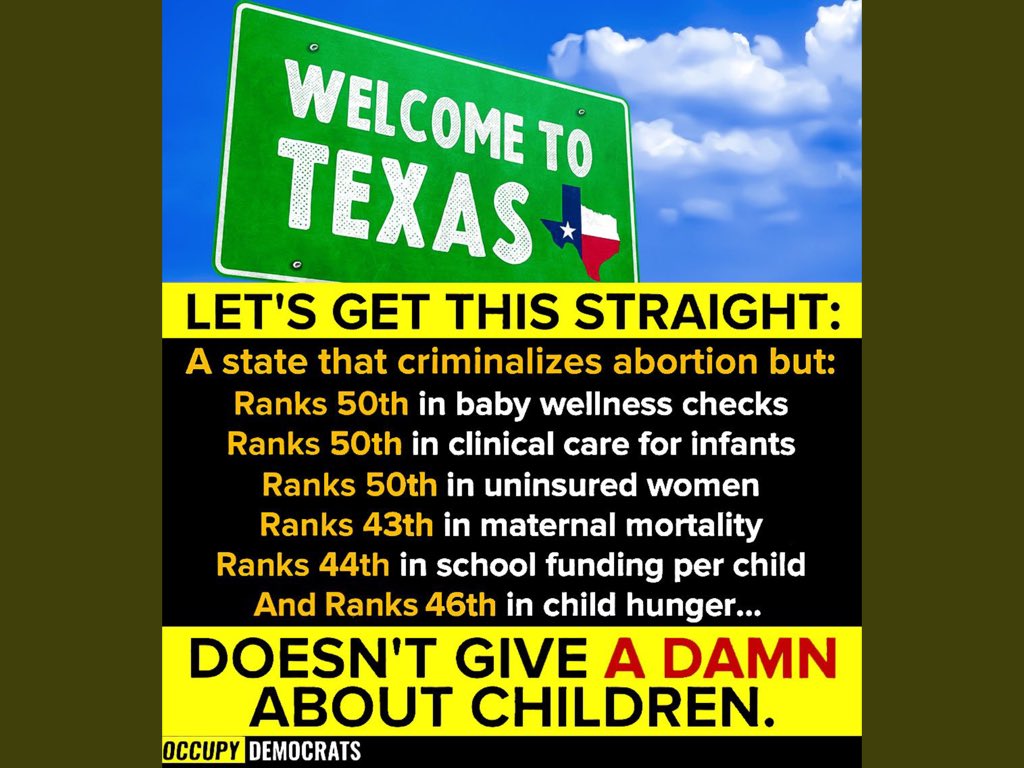 WELCOME TO
TEXAS
LET'S GET THIS STRAIGHT:
A state that criminalizes abortion but:
Ranks 50th in baby wellness checks
Ranks 50th in clinical care for infants
Ranks 50th in uninsured women
Ranks 43th in maternal mortality
Ranks 44th in school funding per child
And Ranks 46th in child hunger...
DOESN'T GIVE A DAMN
ABOUT CHILDREN.
OCCUPY DEMOCRATS